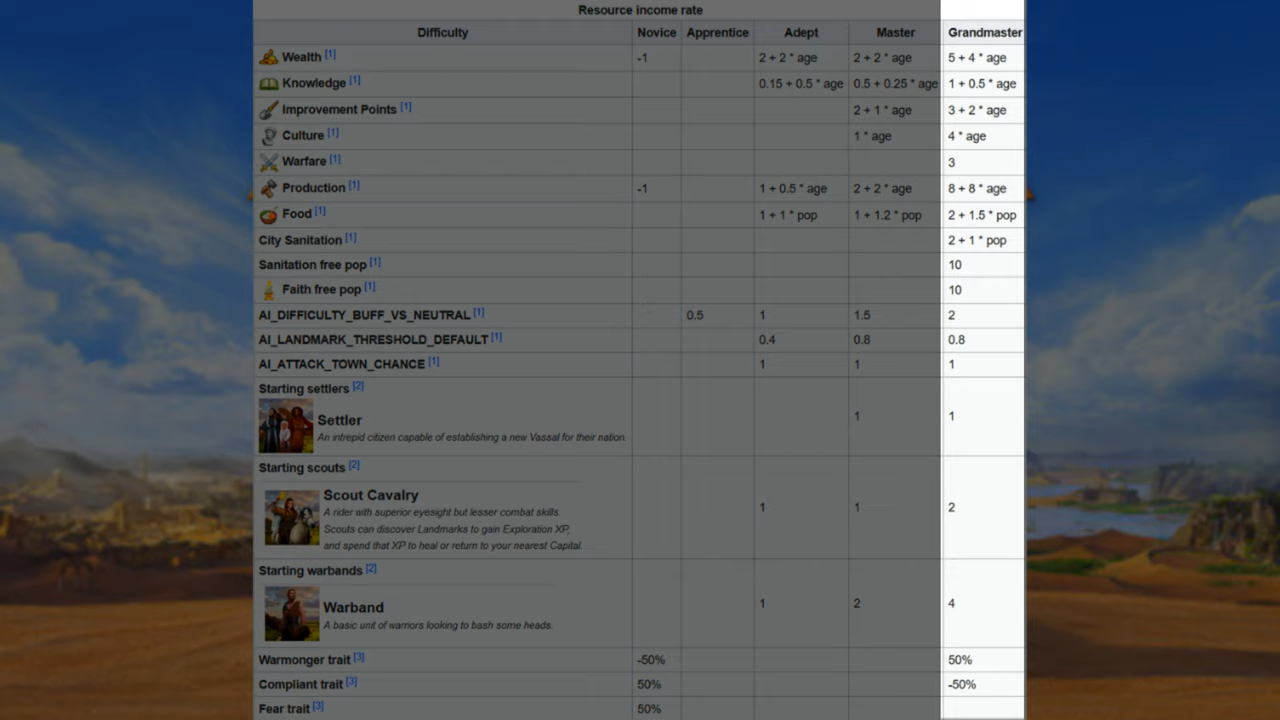 Resource income rate
Difficulty Novice Apprentice Adept Master Grandmaster
Wealth [1] -1 2 + 2 * age 2 + 2 * age 5 + 4 * age
Knowledge [1] 0.15 + 0.5 * age 0.5 + 0.25 * age 1 + 0.5 * age
Improvement Points [1] 2 + 1 * age 3 + 2 * age
Culture [1] 1 * age 4 * age
Warfare [1] 3
Production [1] -1 1 + 0.5 * age 2 + 2 * age 8 + 8 * age
Food [1] 1 + 1 * pop 1 + 1.2 * pop 2 + 1.5 * pop
City Sanitation [1] 2 + 1 * pop
Sanitation free pop [1] 10
Faith free pop [1] 10
AI_DIFFICULTY_BUFF_VS_NEUTRAL [1] 0.5 1 1.5 2
AI_LANDMARK_THRESHOLD_DEFAULT [1] 0.4 0.8 0.8
AI_ATTACK_TOWN_CHANCE [1] 1 1 1
Starting settlers [2]
Settler 1 1
An intrepid citizen capable of establishing a new Vassal for their nation.
Starting scouts [2]
Scout Cavalry
A rider with superior eyesight but lesser combat skills. 1 1 2
Scouts can discover Landmarks to gain Exploration XP,
and spend that XP to heal or return to your nearest Capital.
Starting warbands [2]
Warband 1 2 4
A basic unit of warriors looking to bash some heads.
Warmonger trait [3] -50% 50%
Compliant trait [3] 50% -50%
Fear trait [3] 50%